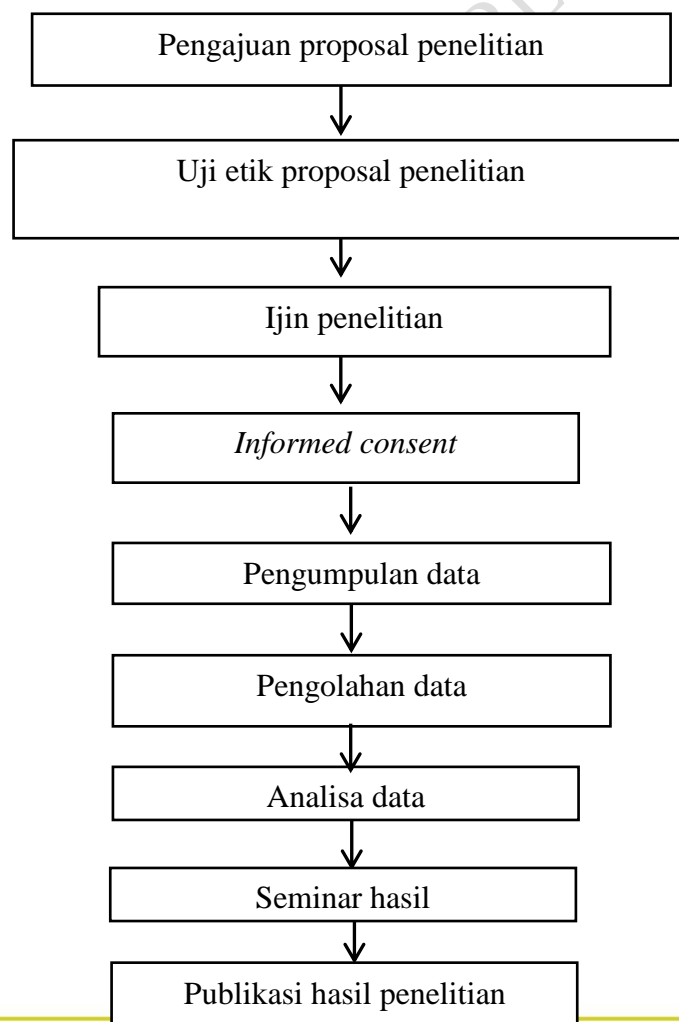 Pengajuan proposal penelitian
Uji etik proposal penelitian
Ijin penelitian
Informed consent
Pengumpulan data
Pengolahan data
Analisa data
Seminar hasil
Publikasi hasil penelitian